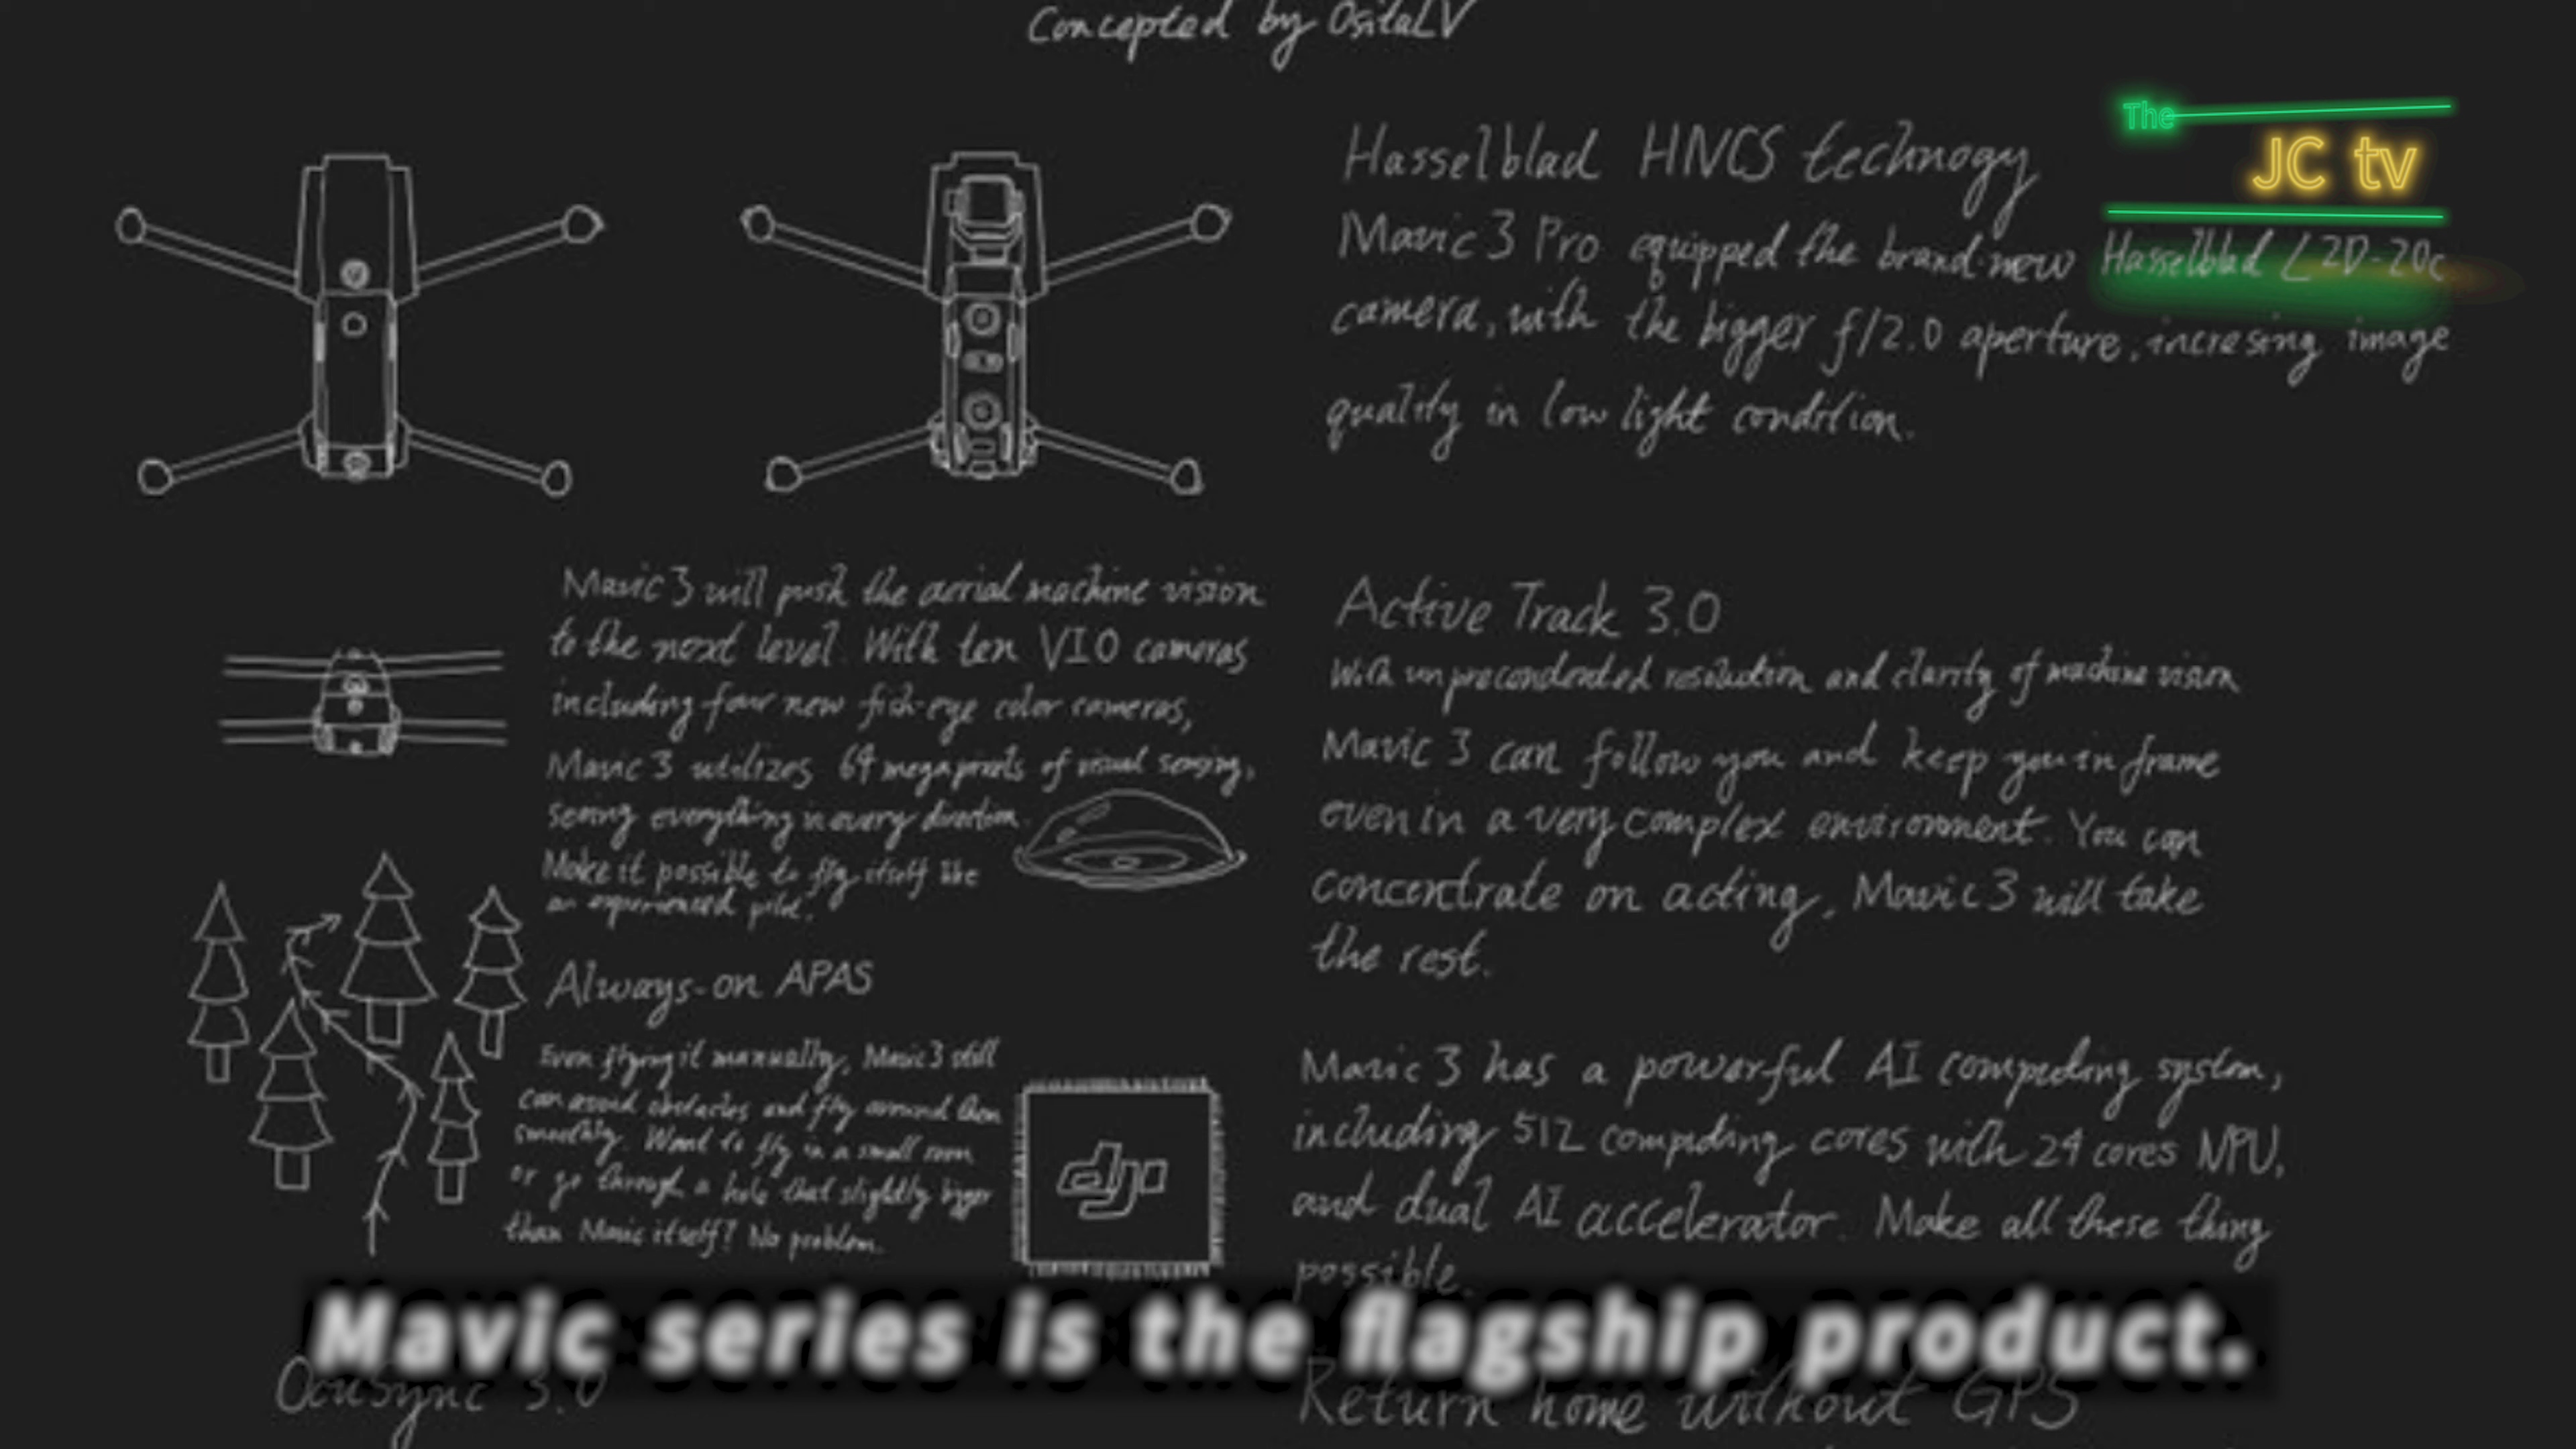 Concepted by OsitaLV
The
JC tv
Hasselblad HNCS technogy
Mavic 3 Pro equipped the brand-new Hasselblad L2D-20c
camera, with the bigger f/2.0 aperture, incresing image
quality in low light condition.
Mavic 3 will push the aerial machine vision
to the next level. With ten VIO cameras
including four new fish-eye color cameras,
Mavic 3 utilizes 64 megapixels of visual sensing,
seeing everything in every direction.
Make it possible to fly itself like
an experienced pilot.
Always-on APAS
Even flying it manually, Mavic 3 still
can avoid obstacles and fly around them
smoothly. Want to fly in a small room
or go through a hole that slightly bigger
than Mavic itself? No problem.
dji
Active Track 3.0
With unprecondented resolution and clarity of machine vision
Mavic 3 can follow you and keep you in frame
even in a very complex environment. You can
concentrate on acting, Mavic 3 will take
the rest.
Mavic 3 has a powerful AI computing system,
including 512 computing cores with 24 cores NPU,
and dual AI accelerator. Make all these thing
possible.
Mavic series is the flagship product.
OcuSync 3.0
Return home without GPS